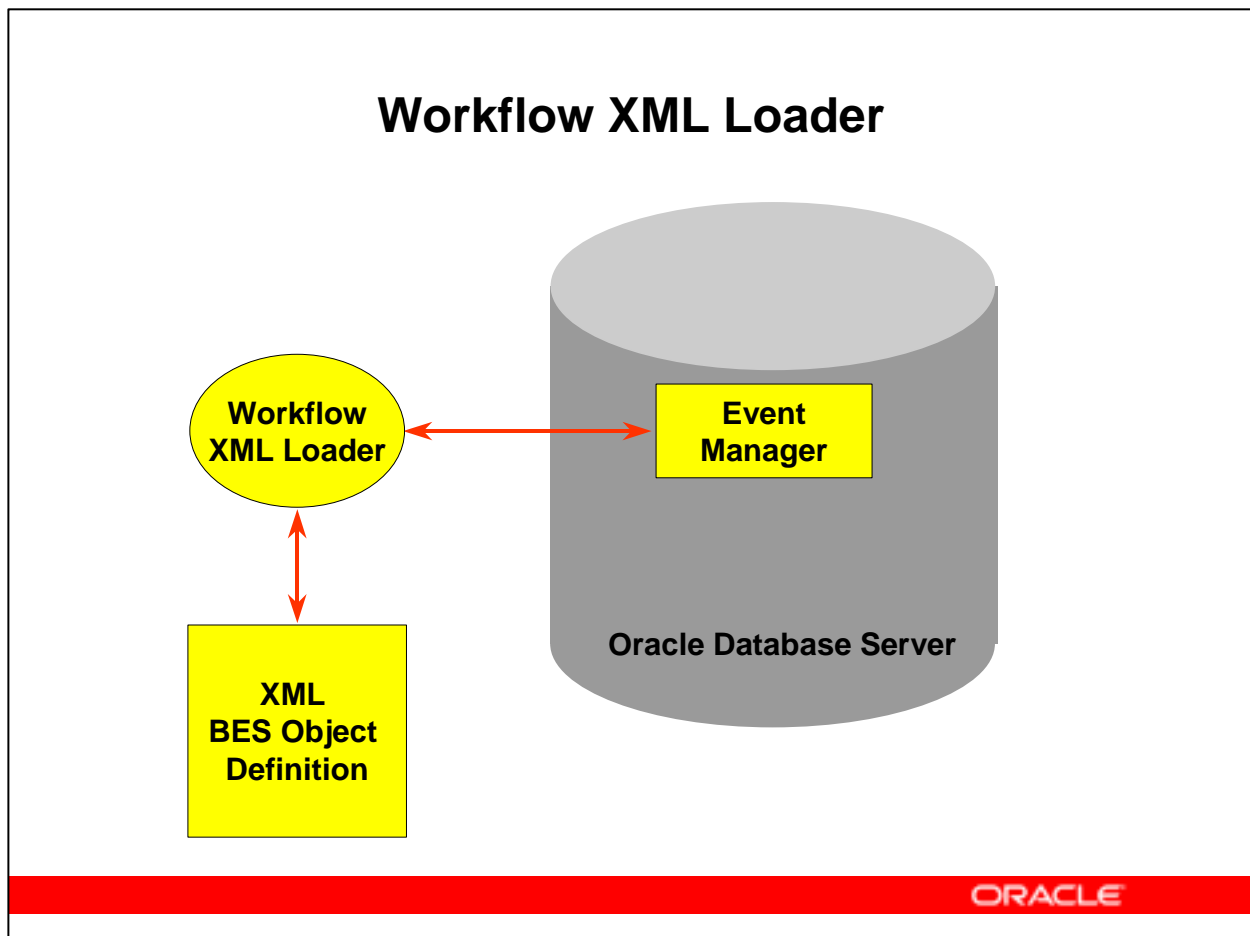 Workflow XML Loader
Workflow
XML Loader
Event
Manager
Oracle Database Server
XML
BES Object
Definition
ORACLE